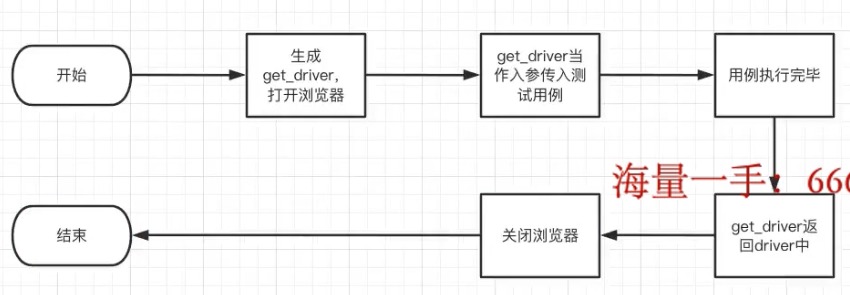 开始
生成
get_driver，
打开浏览器
get_driver当
作入参传入测
试用例
用例执行完毕
海量一手：666
get_driver返
回driver中
关闭浏览器
结束